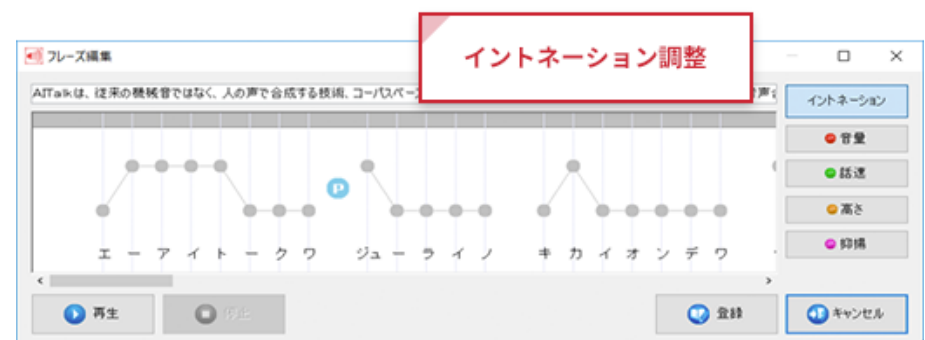 イントネーション調整
フレーズ編集
AITalkは、従来の機械音ではなく、人の声で合成する技術、コーパスベース
イントネーション
音量
話速
高さ
抑揚
P
エ ー ア イ ト ー ク ワ ジュ ー ラ イ ノ キ カ イ オ ン デ ワ
再生
停止
登録
キャンセル